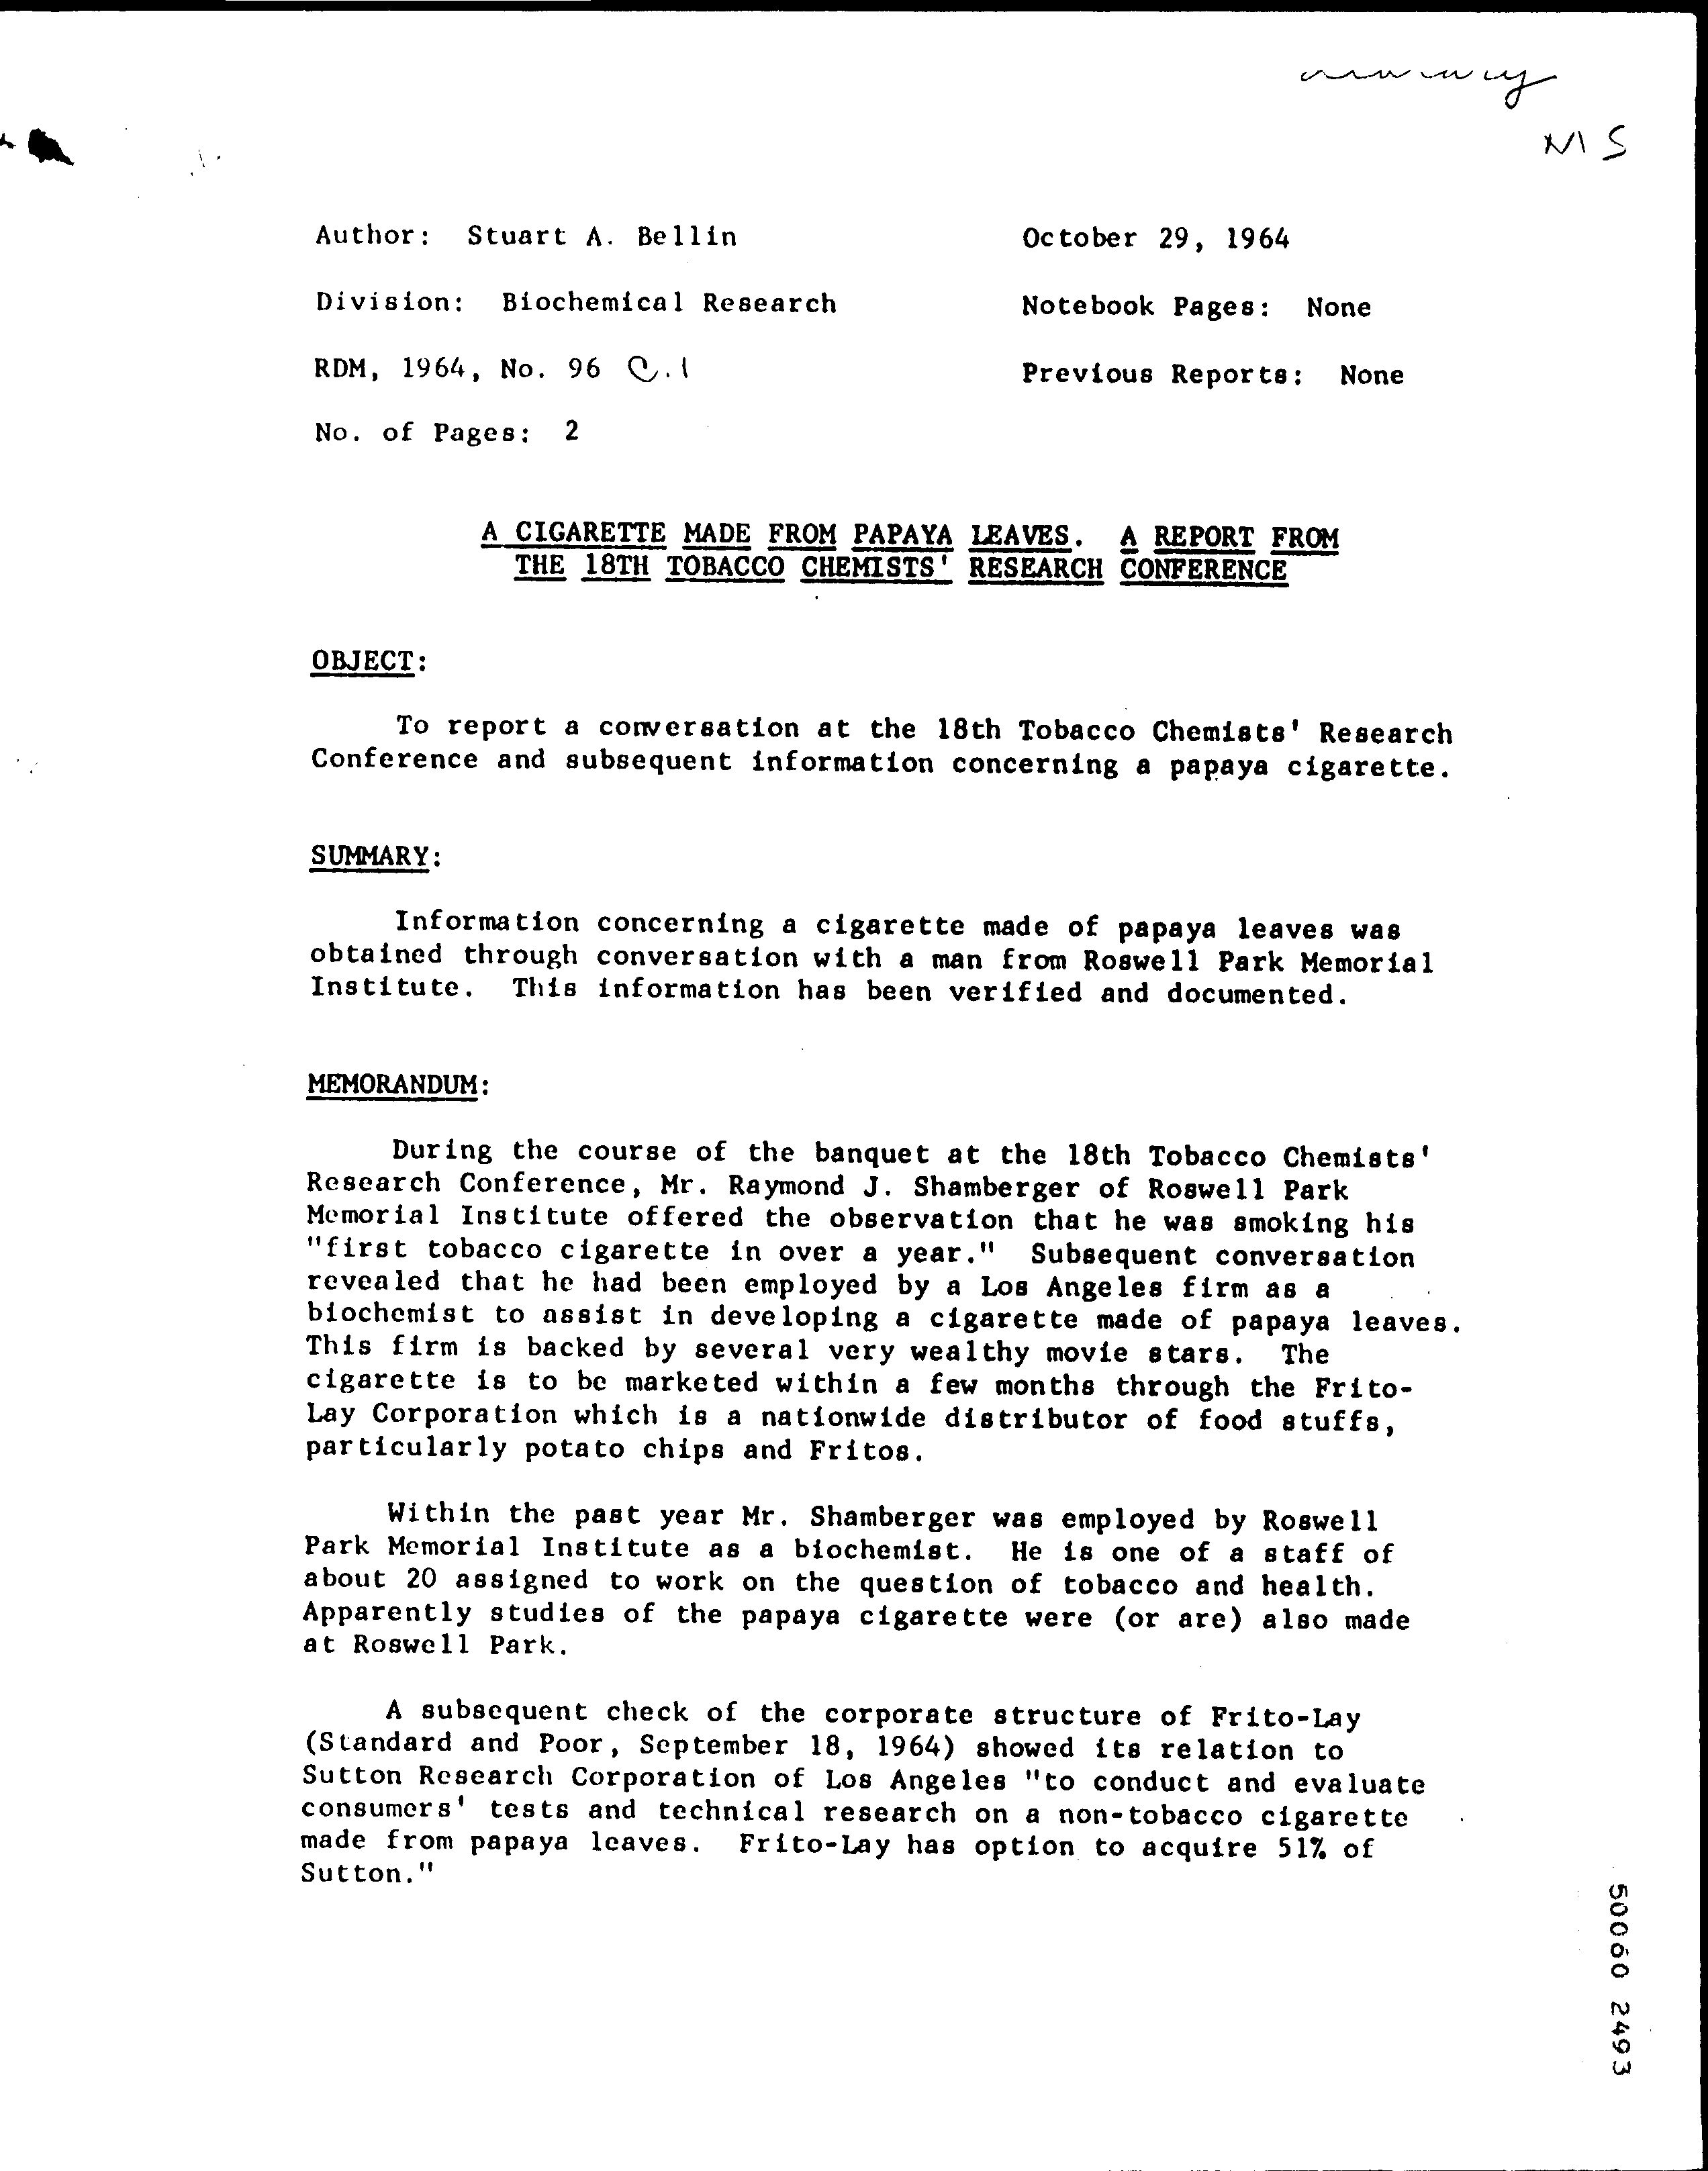 MS
Author: Stuart A. Bellin
October 29, 1964
Division: Biochemical Research
Notebook Pages: None
RDM, 1964, No. 96 C.1
Previous Reports: None
No. of Pages: 2
A CIGARETTE MADE FROM PAPAYA LEAVES. A REPORT FROM
THE 18TH TOBACCO CHEMISTS' RESEARCH CONFERENCE
OBJECT:
To report a conversation at the 18th Tobacco Chemists' Research
Conference and subsequent information concerning a papaya cigarette.
SUMMARY:
Information concerning a cigarette made of papaya leaves was
obtained through conversation with a man from Roswell Park Memorial
Institute. This information has been verified and documented.
MEMORANDUM:
During the course of the banquet at the 18th Tobacco Chemists'
Research Conference, Mr. Raymond J. Shamberger of Roswell Park
Memorial Institute offered the observation that he was smoking his
"first tobacco cigarette in over a year." Subsequent conversation
revealed that he had been employed by a Los Angeles firm as a
biochemist to assist in developing a cigarette made of papaya leaves.
This firm is backed by several very wealthy movie stars. The
cigarette is to be marketed within a few months through the Frito-
Lay Corporation which is a nationwide distributor of food stuffs,
particularly potato chips and Fritos.
Within the past year Mr. Shamberger was employed by Roswell
Park Memorial Institute as a biochemist. He is one of a staff of
about 20 assigned to work on the question of tobacco and health.
Apparently studies of the papaya cigarette were (or are) also made
at Roswell Park.
A subsequent check of the corporate structure of Frito-Lay
(Standard and Poor, September 18, 1964) showed its relation to
Sutton Research Corporation of Los Angeles "to conduct and evaluate
consumers' tests and technical research on a non-tobacco cigarette
made from papaya leaves. Frito-Lay has option to acquire 51% of
Sutton."
50060 2493